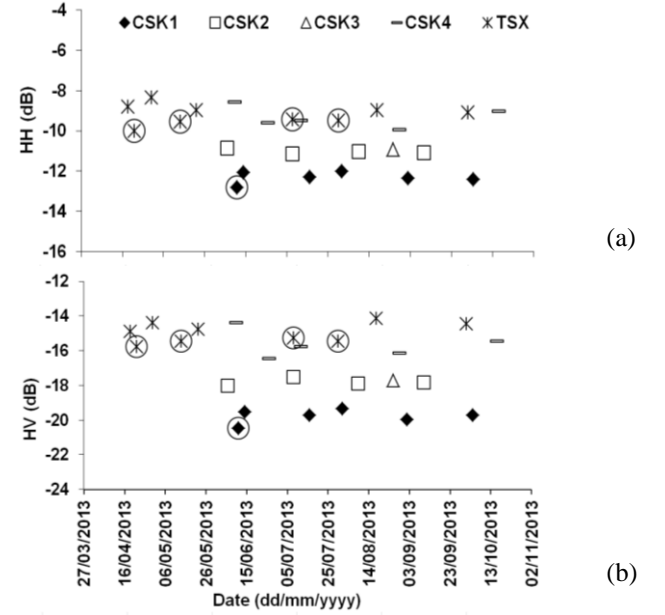 CSK1 CSK2 CSK3 CSK4 TSX
-4
-6
-8
-10
-12
-14
-16
HH (dB)
(a)
-12
-14
-16
-18
-20
-22
-24
HV (dB)
27/03/2013 16/04/2013 06/05/2013 26/05/2013 15/06/2013 05/07/2013 25/07/2013 14/08/2013 03/09/2013 23/09/2013 13/10/2013 02/11/2013
Date (dd/mm/yyyy)
(b)